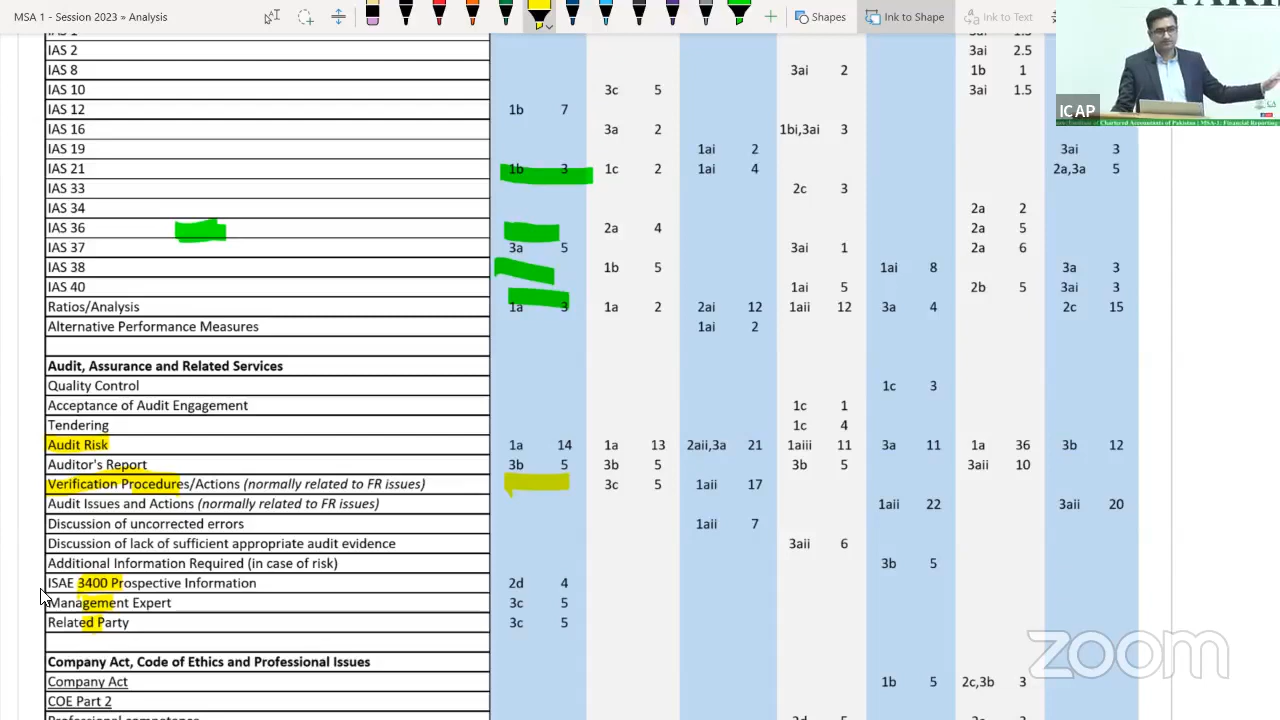 MSA 1 - Session 2023 » Analysis Shapes Ink to Shape Ink to Text
ICAP
IAS 2 3ai 2.5
IAS 8 3ai 2 1b 1
IAS 10 3c 5 3ai 1.5
IAS 12 1b 7
IAS 16 3a 2 1bi,3ai 3
IAS 19 1ai 2 3ai 3
IAS 21 1b 3 1c 2 1ai 4 2a,3a 5
IAS 33 2c 3
IAS 34 2a 2
IAS 36 2a 4 2a 5
IAS 37 3a 5 3ai 1 2a 6
IAS 38 1b 5 1ai 8 3a 3
IAS 40 1ai 5 2b 5 3ai 3
Ratios/Analysis 1a 3 1a 2 2ai 12 1aii 12 3a 4 2c 15
Alternative Performance Measures 1ai 2
Audit, Assurance and Related Services
Quality Control 1c 3
Acceptance of Audit Engagement 1c 1
Tendering 1c 4
Audit Risk 1a 14 1a 13 2aii,3a 21 1aiii 11 3a 11 1a 36 3b 12
Auditor's Report 3b 5 3b 5 3b 5 3aii 10
Verification Procedures/Actions (normally related to FR issues) 3c 5 1aii 17
Audit Issues and Actions (normally related to FR issues) 1aii 22 3aii 20
Discussion of uncorrected errors 1aii 7
Discussion of lack of sufficient appropriate audit evidence 3aii 6
Additional Information Required (in case of risk) 3b 5
ISAE 3400 Prospective Information 2d 4
Management Expert 3c 5
Related Party 3c 5
Company Act, Code of Ethics and Professional Issues
Company Act 1b 5 2c,3b 3
COE Part 2
zoom